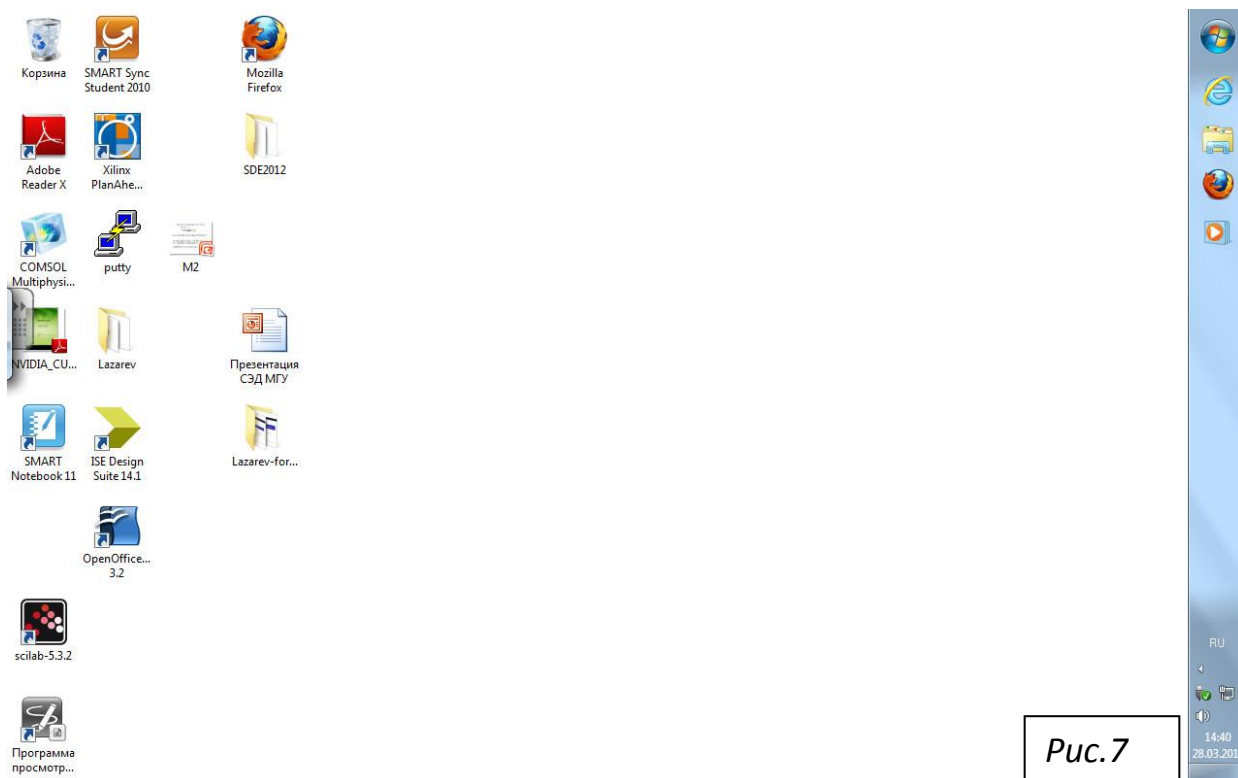 Корзина
SMART Sync
Student 2010
Mozilla
Firefox
Adobe
Reader X
Xilinx
PlanAhe...
SDE2012
COMSOL
Multiphysi...
putty
M2
NVIDIA_CU...
Lazarev
Презентация
СЭД МГУ
SMART
Notebook 11
ISE Design
Suite 14.1
Lazarev-for...
OpenOffice...
3.2
scilab-5.3.2
Программа
просмотр...
RU
14:40
28.03.201
Рис.7